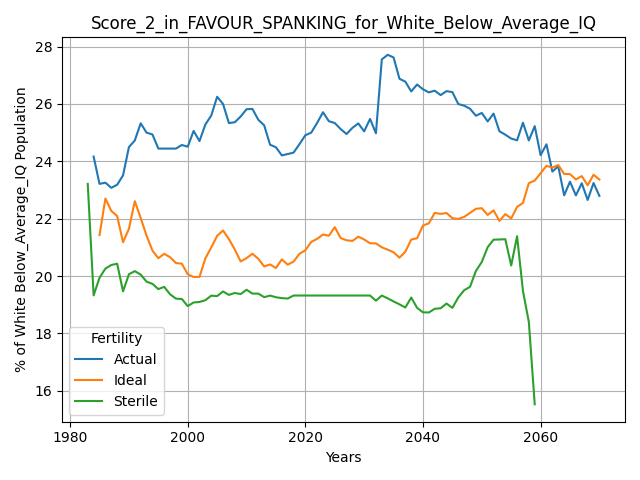 Score_2_in_FAVOUR_SPANKING_for_White_Below_Average_IQ
% of White Below_Average_IQ Population
28
26
24
22
20
18
16
Fertility
Actual
Ideal
Sterile
1980
2000
2020
2040
2060
Years